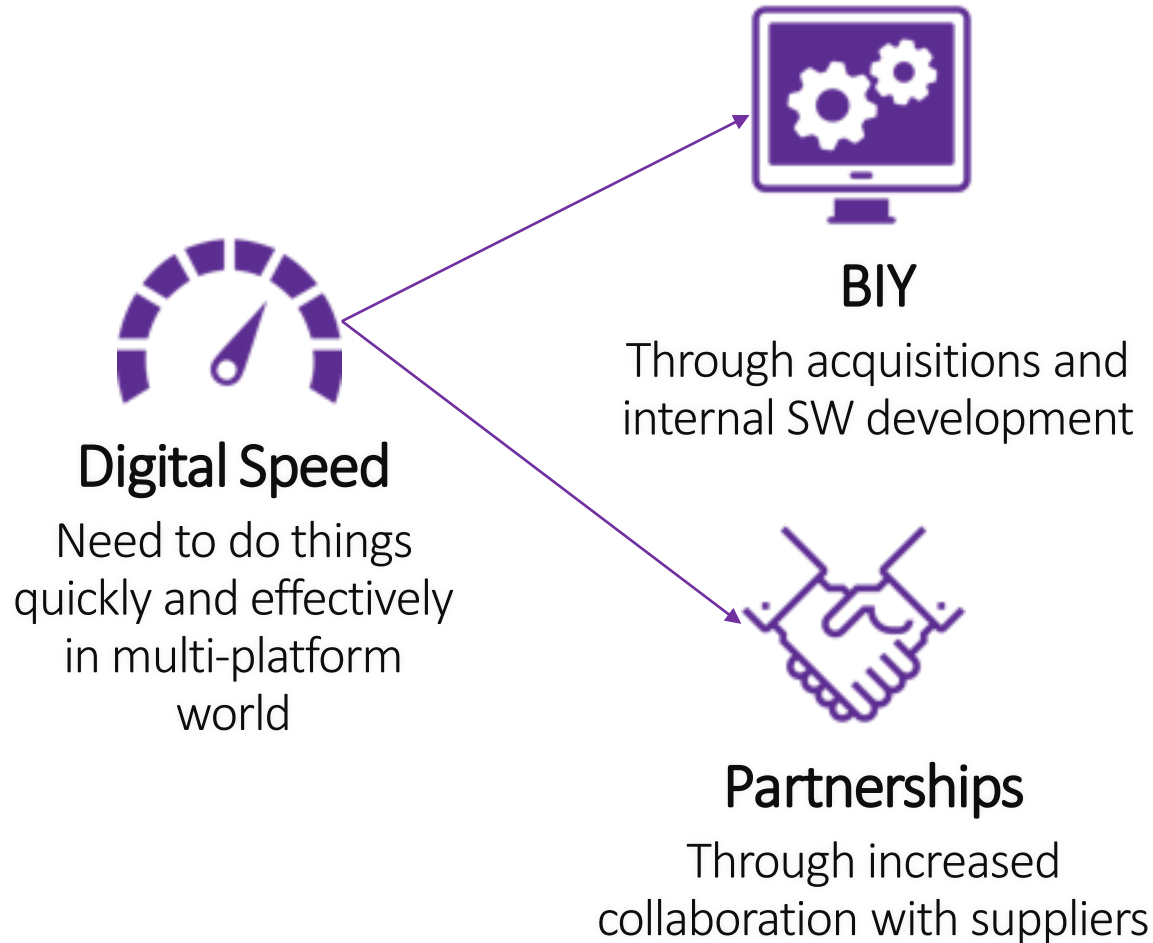 Digital Speed
Need to do things
quickly and effectively
in multi-platform
world
BIY
Through acquisitions and
internal SW development
Partnerships
Through increased
collaboration with suppliers